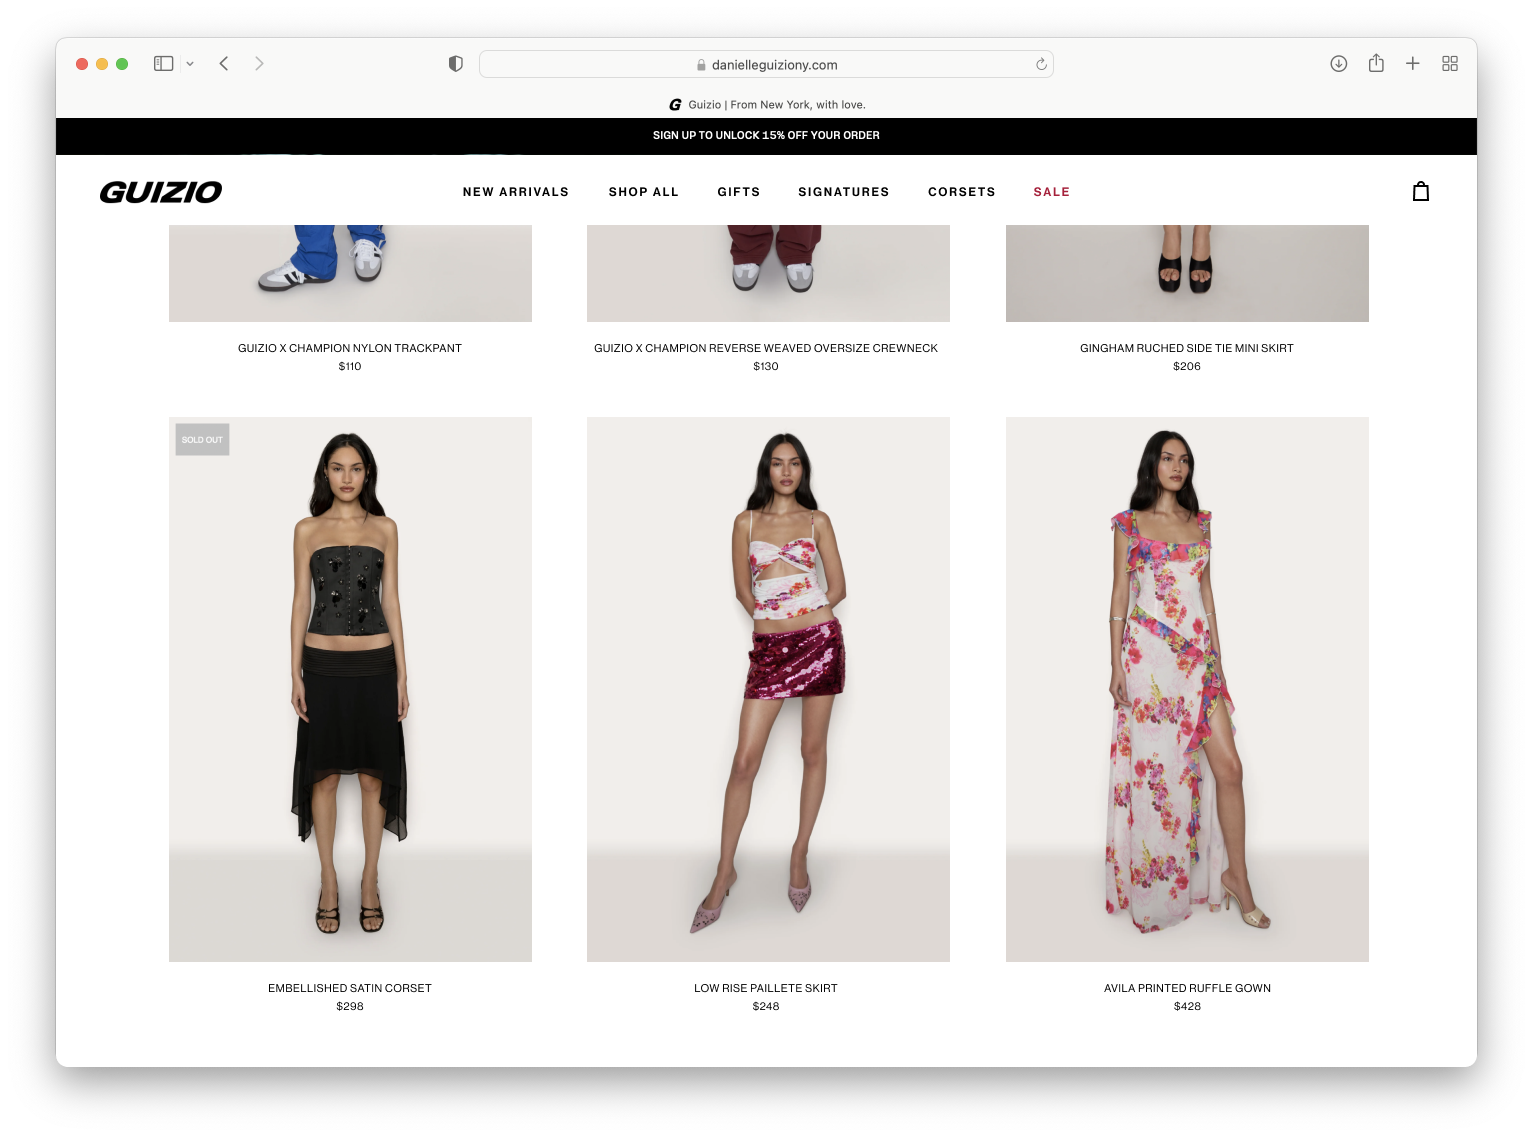 danielleguiziony.com
G Guizio | From New York, with love.
SIGN UP TO UNLOCK 15% OFF YOUR ORDER
GUIZIO
NEW ARRIVALS
SHOP ALL
GIFTS
SIGNATURES
CORSETS
SALE
GUIZIO X CHAMPION NYLON TRACKPANT
$110
GUIZIO X CHAMPION REVERSE WEAVED OVERSIZE CREWNECK
$130
GINGHAM RUCHED SIDE TIE MINI SKIRT
$206
SOLD OUT
EMBELLISHED SATIN CORSET
$298
LOW RISE PAILLETE SKIRT
$248
AVILA PRINTED RUFFLE GOWN
$428